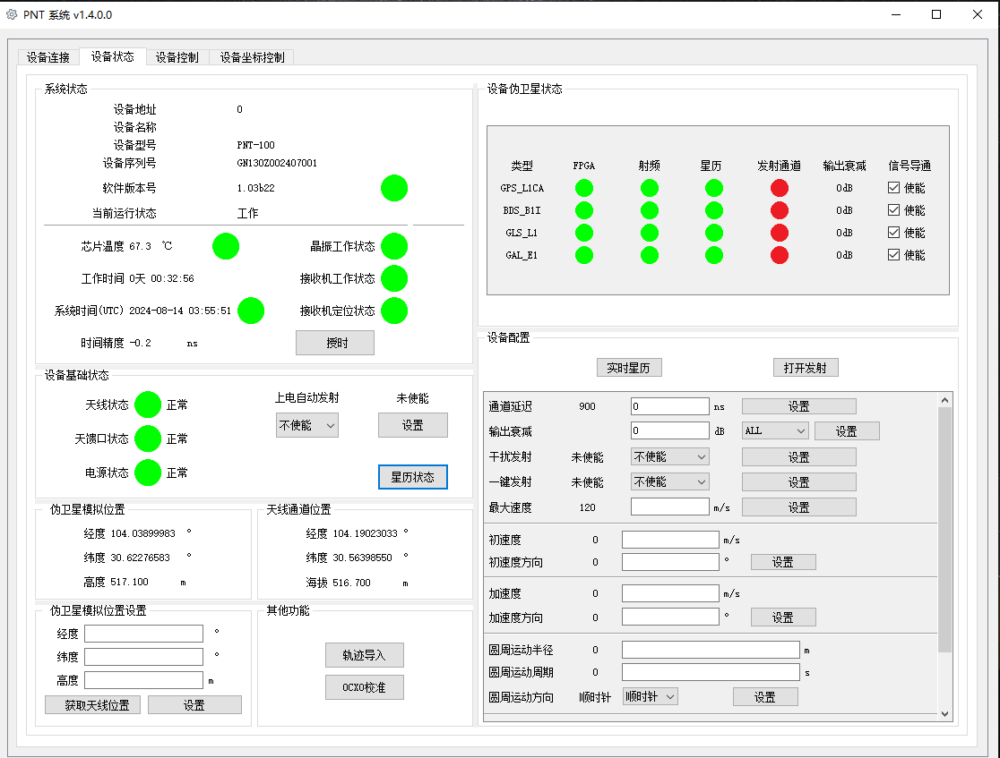 PNT 系统 v1.4.0.0
设备连接 设备状态 设备控制 设备坐标控制
系统状态
设备地址 0
设备名称
设备型号 PNT-100
设备序列号 GN130Z002407001
软件版本号 1.03b22
当前运行状态 工作
芯片温度 67.3 ℃ 晶振工作状态
工作时间 0天 00:32:56 接收机工作状态
系统时间(UTC) 2024-08-14 03:55:51 接收机定位状态
时间精度 -0.2 ns 授时
设备基础状态
天线状态 正常 上电自动发射 未使能
天馈口状态 正常 不使能 设置
电源状态 正常 星历状态
伪卫星模拟位置
经度 104.03899983 °
纬度 30.62276583 °
高度 517.100 m
天线通道位置
经度 104.19023033 °
纬度 30.56398550 °
海拔 516.700 m
伪卫星模拟位置设置
经度 °
纬度 °
高度 m
获取天线位置 设置
其他功能
轨迹导入
OCXO校准
设备伪卫星状态
类型 FPGA 射频 星历 发射通道 输出衰减 信号导通
GPS_L1CA 0dB 使能
BDS_B1I 0dB 使能
GLS_L1 0dB 使能
GAL_E1 0dB 使能
设备配置
实时星历 打开发射
通道延迟 900 0 ns 设置
输出衰减 0 dB ALL 设置
干扰发射 未使能 不使能 设置
一键发射 未使能 不使能 设置
最大速度 120 m/s 设置
初速度 0 m/s
初速度方向 0 ° 设置
加速度 0 m/s
加速度方向 0 ° 设置
圆周运动半径 0 m
圆周运动周期 0 s
圆周运动方向 顺时针 顺时针 设置